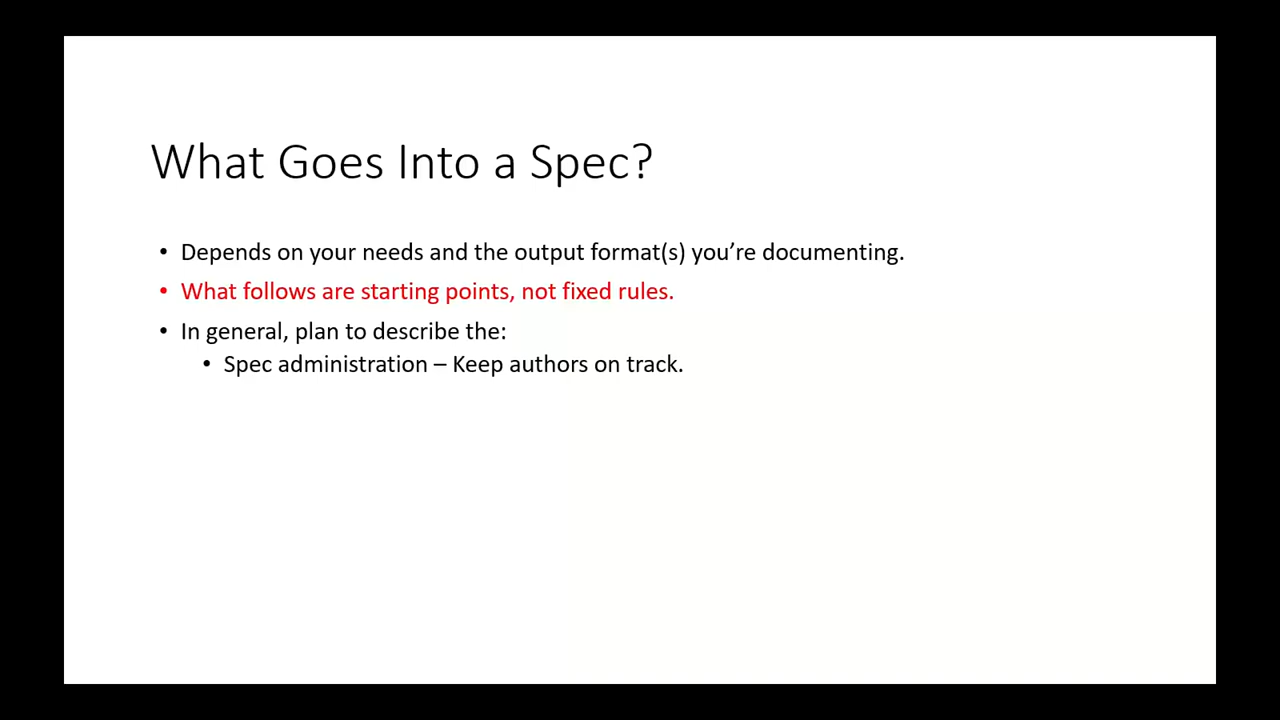 What Goes Into a Spec?
• Depends on your needs and the output format(s) you're documenting.
• What follows are starting points, not fixed rules.
• In general, plan to describe the:
• Spec administration – Keep authors on track.